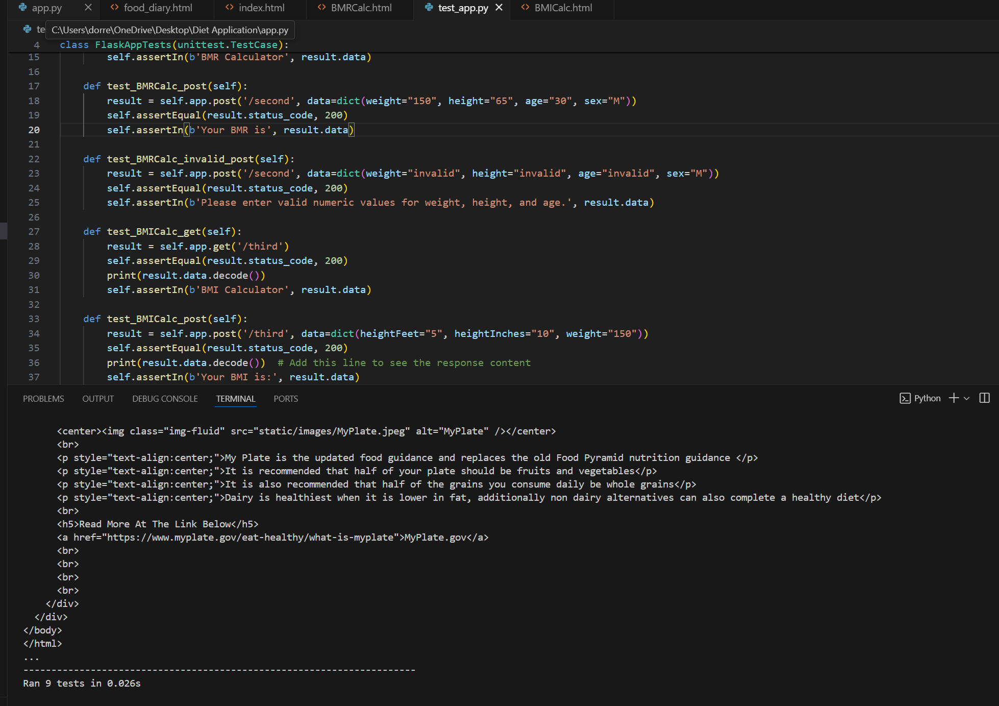 app.py
food_diary.html
index.html
BMRCalc.html
test_app.py
BMICalc.html
te
C:\Users\dorre\OneDrive\Desktop\Diet Application\app.py
4 class FlaskAppTests(unittest.TestCase):
15 self.assertIn(b'BMR Calculator', result.data)
16
17 def test_BMRCalc_post(self):
18 result = self.app.post('/second', data=dict(weight="150", height="65", age="30", sex="M"))
19 self.assertEqual(result.status_code, 200)
20 self.assertIn(b'Your BMR is', result.data)
21
22 def test_BMRCalc_invalid_post(self):
23 result = self.app.post('/second', data=dict(weight="invalid", height="invalid", age="invalid", sex="M"))
24 self.assertEqual(result.status_code, 200)
25 self.assertIn(b'Please enter valid numeric values for weight, height, and age.', result.data)
26
27 def test_BMICalc_get(self):
28 result = self.app.get('/third')
29 self.assertEqual(result.status_code, 200)
30 print(result.data.decode())
31 self.assertIn(b'BMI Calculator', result.data)
32
33 def test_BMICalc_post(self):
34 result = self.app.post('/third', data=dict(heightFeet="5", heightInches="10", weight="150"))
35 self.assertEqual(result.status_code, 200)
36 print(result.data.decode())  # Add this line to see the response content
37 self.assertIn(b'Your BMI is:', result.data)
PROBLEMS OUTPUT DEBUG CONSOLE TERMINAL PORTS Python
<center><img class="img-fluid" src="static/images/MyPlate.jpeg" alt="MyPlate" /></center>
<br>
<p style="text-align:center;">My Plate is the updated food guidance and replaces the old Food Pyramid nutrition guidance </p>
<p style="text-align:center;">It is recommended that half of your plate should be fruits and vegetables</p>
<p style="text-align:center;">It is also recommended that half of the grains you consume daily be whole grains</p>
<p style="text-align:center;">Dairy is healthiest when it is lower in fat, additionally non dairy alternatives can also complete a healthy diet</p>
<br>
<h5>Read More At The Link Below</h5>
<a href="https://www.myplate.gov/eat-healthy/what-is-myplate">MyPlate.gov</a>
<br>
<br>
<br>
<br>
</div>
</div>
</body>
</html>
...
----------------------------------------------------------------------
Ran 9 tests in 0.026s